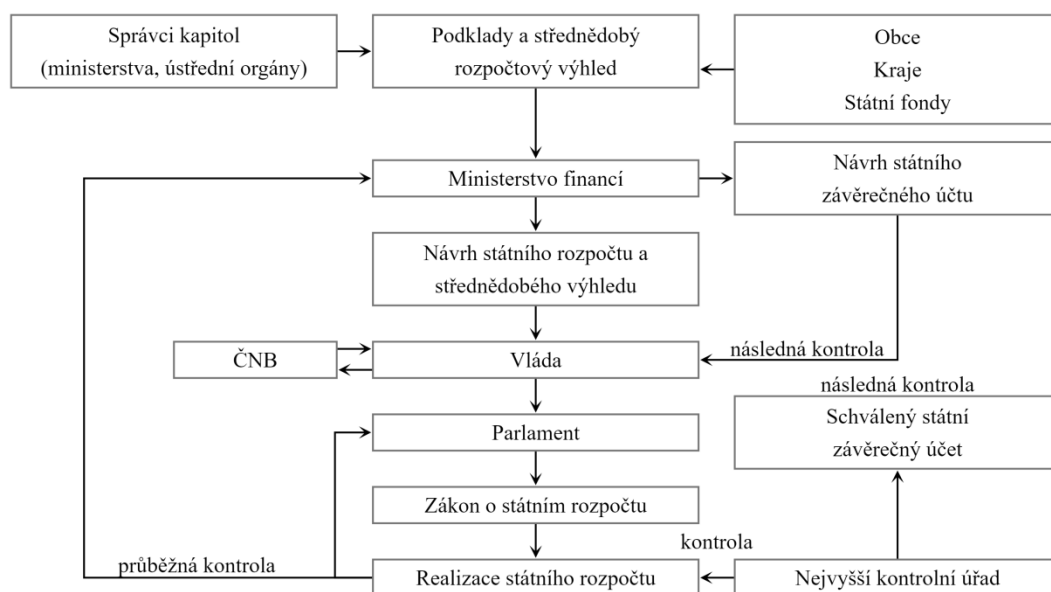 Správci kapitol
(ministerstva, ústřední orgány)
Podklady a střednědobý
rozpočtový výhled
Obce
Kraje
Státní fondy
Ministerstvo financí
Návrh státního
závěrečného účtu
Návrh státního rozpočtu a
střednědobého výhledu
ČNB
Vláda
následná kontrola
následná kontrola
Parlament
Schválený státní
závěrečný účet
Zákon o státním rozpočtu
kontrola
průběžná kontrola
Realizace státního rozpočtu
Nejvyšší kontrolní úřad